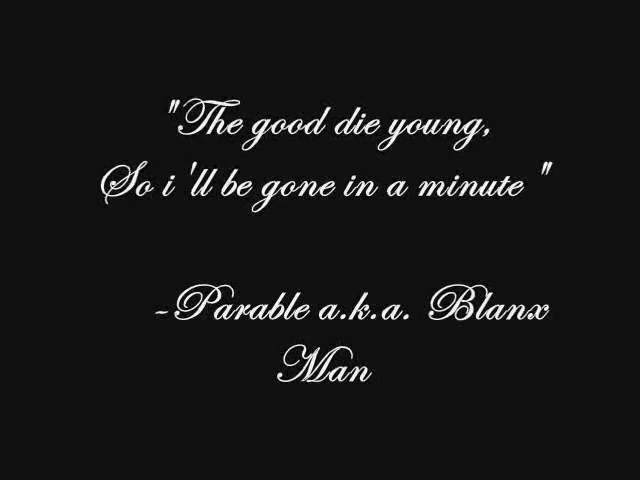 "The good die young,
So i 'll be gone in a minute "
-Parable a.k.a. Blanx
Man